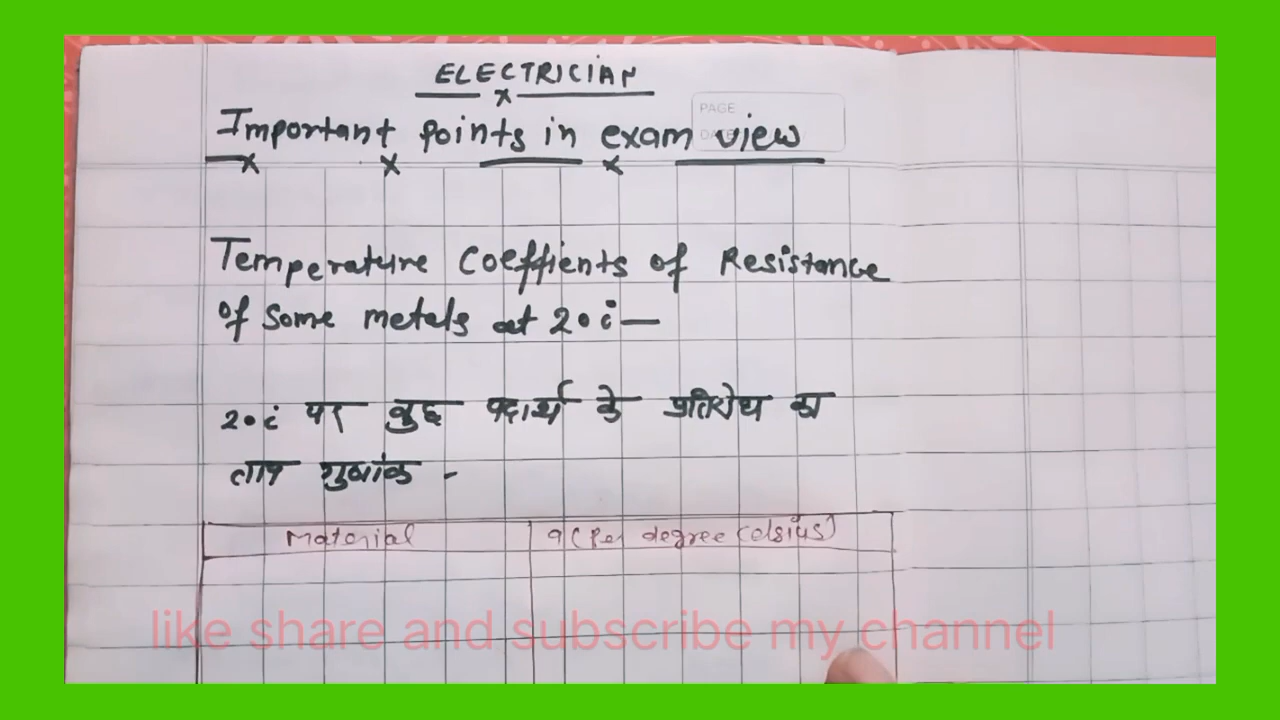 ELECTRICIAN
PAGE
Important points in exam view
Temperature Coeffients of Resistance
of some metals at 20 c —
20 c पर कुछ पदार्थ के प्रतिरोध का
ताप गुणांक -
Material
(Per degree Celsius)
like share and subscribe my channel